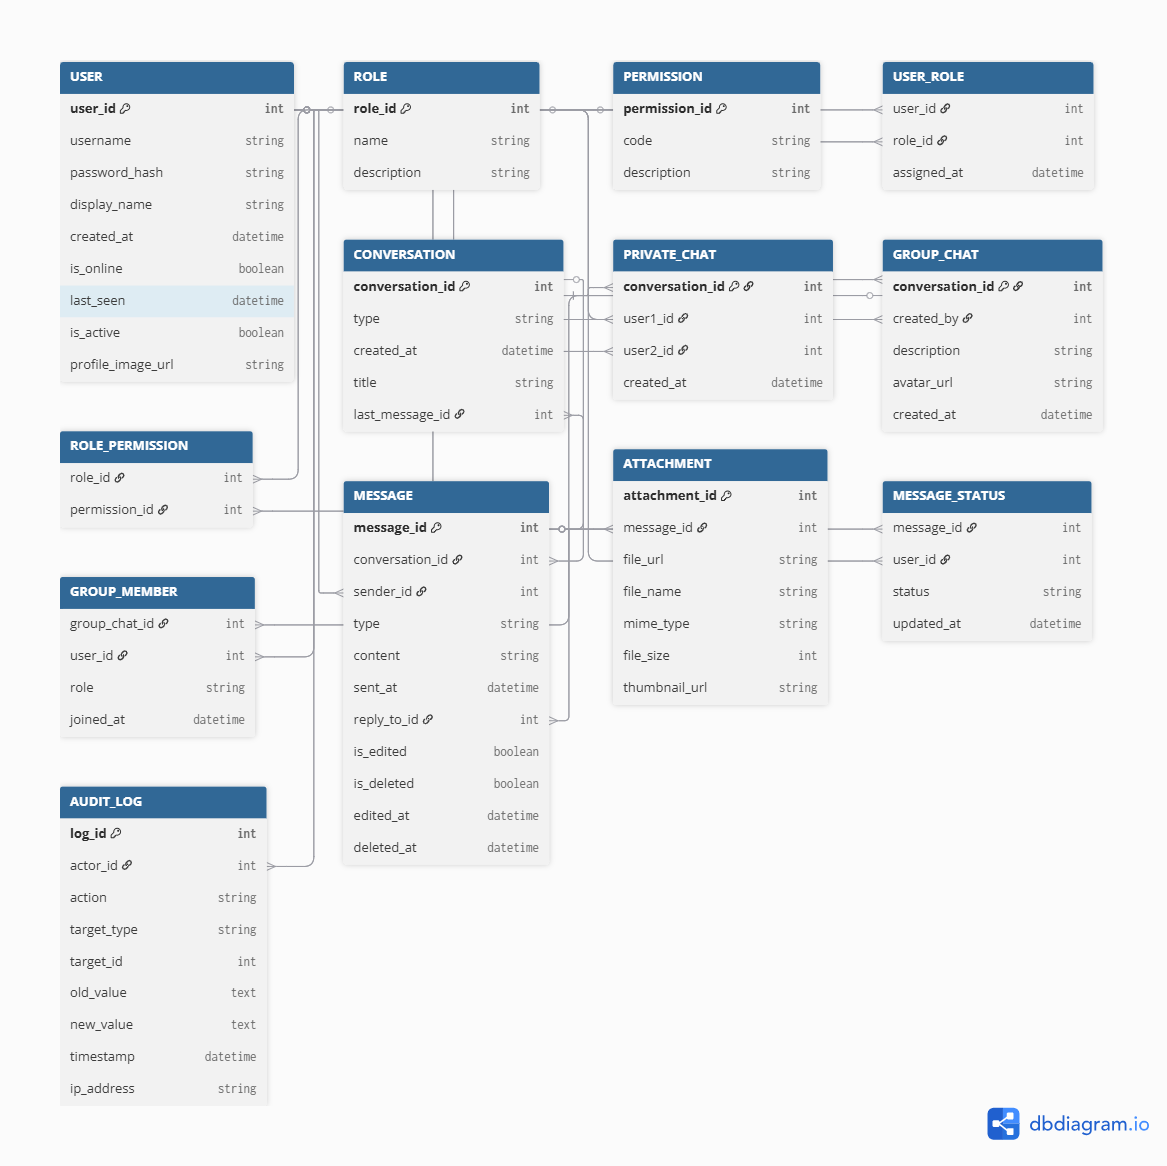 USER
user_id int
username string
password_hash string
display_name string
created_at datetime
is_online boolean
last_seen datetime
is_active boolean
profile_image_url string
ROLE
role_id int
name string
description string
PERMISSION
permission_id int
code string
description string
USER_ROLE
user_id int
role_id int
assigned_at datetime
CONVERSATION
conversation_id int
type string
created_at datetime
title string
last_message_id int
PRIVATE_CHAT
conversation_id int
user1_id int
user2_id int
created_at datetime
GROUP_CHAT
conversation_id int
created_by int
description string
avatar_url string
created_at datetime
ROLE_PERMISSION
role_id int
permission_id int
MESSAGE
message_id int
conversation_id int
sender_id int
type string
content string
sent_at datetime
reply_to_id int
is_edited boolean
is_deleted boolean
edited_at datetime
deleted_at datetime
ATTACHMENT
attachment_id int
message_id int
file_url string
file_name string
mime_type string
file_size int
thumbnail_url string
MESSAGE_STATUS
message_id int
user_id int
status string
updated_at datetime
GROUP_MEMBER
group_chat_id int
user_id int
role string
joined_at datetime
AUDIT_LOG
log_id int
actor_id int
action string
target_type string
target_id int
old_value text
new_value text
timestamp datetime
ip_address string
dbdiagram.io